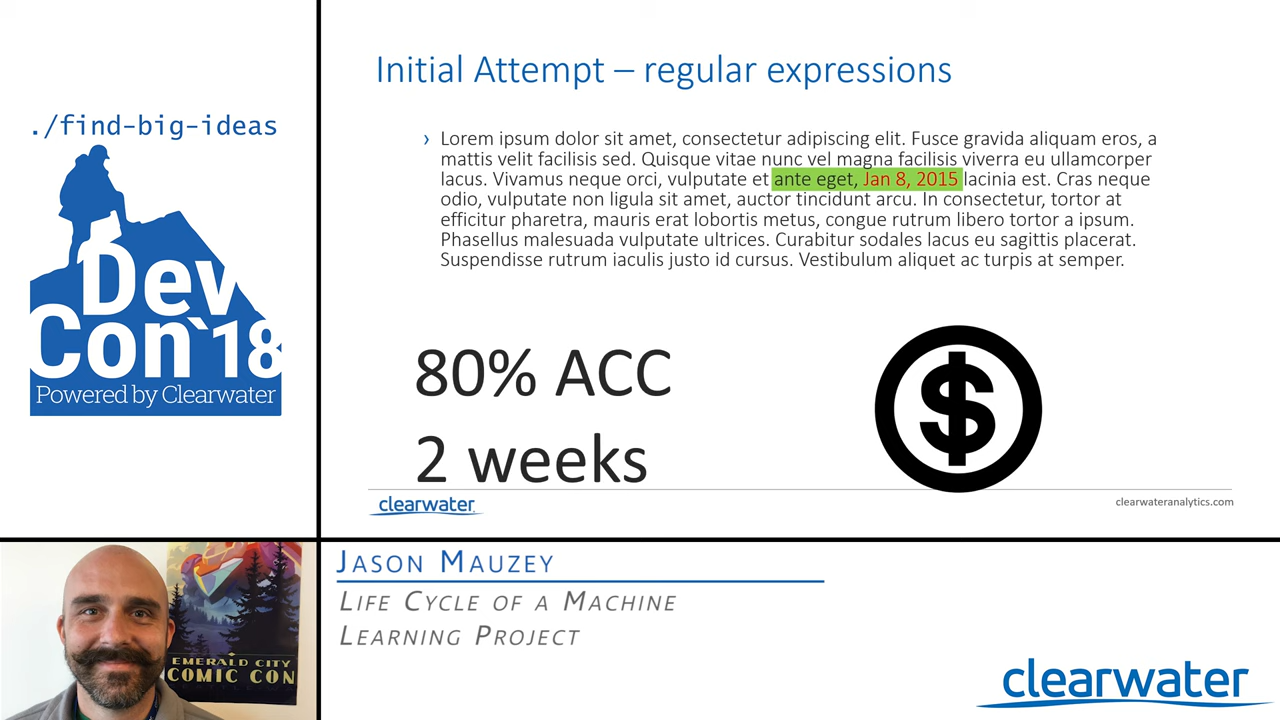 ./find-big-ideas
Dev
Con`18
Powered by Clearwater
Initial Attempt – regular expressions
› Lorem ipsum dolor sit amet, consectetur adipiscing elit. Fusce gravida aliquam eros, a
mattis velit facilisis sed. Quisque vitae nunc vel magna facilisis viverra eu ullamcorper
lacus. Vivamus neque orci, vulputate et ante eget, Jan 8, 2015 lacinia est. Cras neque
odio, vulputate non ligula sit amet, auctor tincidunt arcu. In consectetur, tortor at
efficitur pharetra, mauris erat lobortis metus, congue rutrum libero tortor a ipsum.
Phasellus malesuada vulputate ultrices. Curabitur sodales lacus eu sagittis placerat.
Suspendisse rutrum iaculis justo id cursus. Vestibulum aliquet ac turpis at semper.
80% ACC
$
2 weeks
clearwater
clearwateranalytics.com
EMERALD CITY
COMIC CON
JASON MAUZEY
LIFE CYCLE OF A MACHINE
LEARNING PROJECT
clearwater